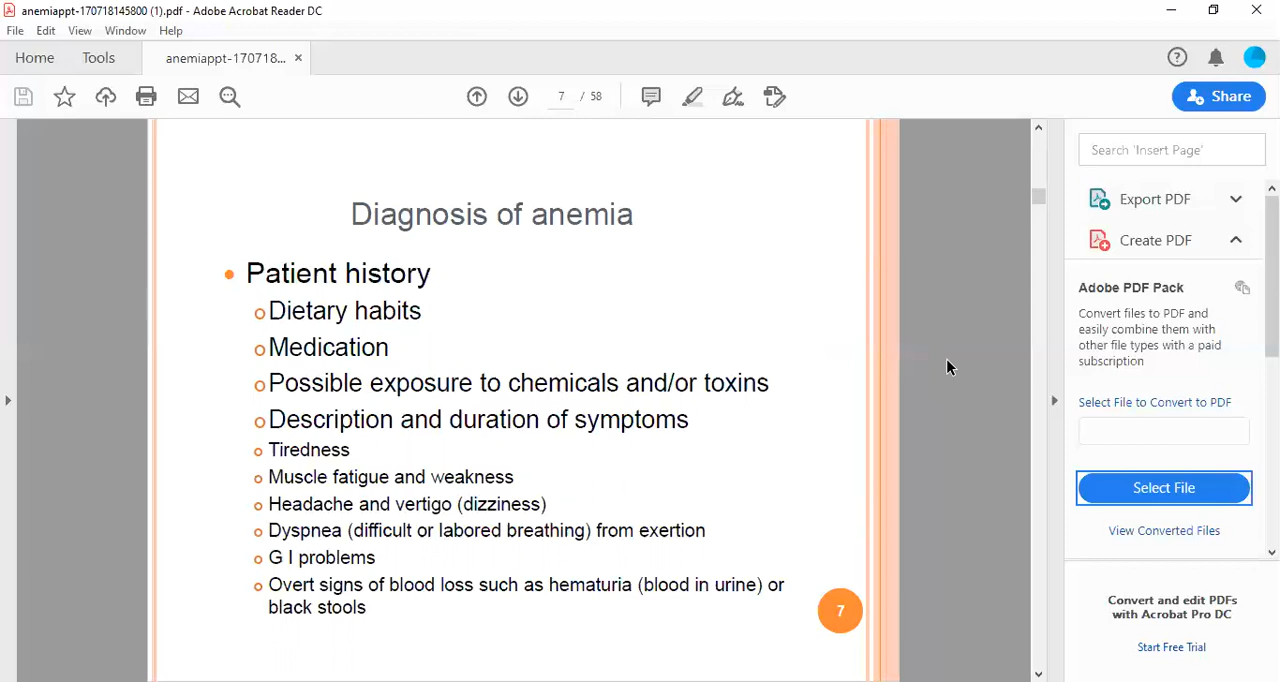 anemiappt-170718145800 (1).pdf - Adobe Acrobat Reader DC
File Edit View Window Help
Home Tools anemiappt-170718... ×
7 / 58
Share
Diagnosis of anemia
Patient history
Dietary habits
Medication
Possible exposure to chemicals and/or toxins
Description and duration of symptoms
Tiredness
Muscle fatigue and weakness
Headache and vertigo (dizziness)
Dyspnea (difficult or labored breathing) from exertion
G I problems
Overt signs of blood loss such as hematuria (blood in urine) or
black stools
7
Search 'Insert Page'
Export PDF
Create PDF
Adobe PDF Pack
Convert files to PDF and
easily combine them with
other file types with a paid
subscription
Select File to Convert to PDF
Select File
View Converted Files
Convert and edit PDFs
with Acrobat Pro DC
Start Free Trial